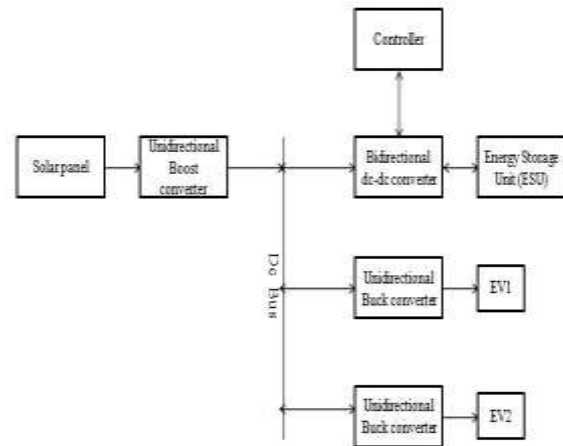 Controller
Solar panel
Unidirectional
Boost
converter
Bidirectional
dc-dc converter
Energy Storage
Unit (ESU)
Dc Bus
Unidirectional
Buck converter
EV1
Unidirectional
Buck converter
EV2